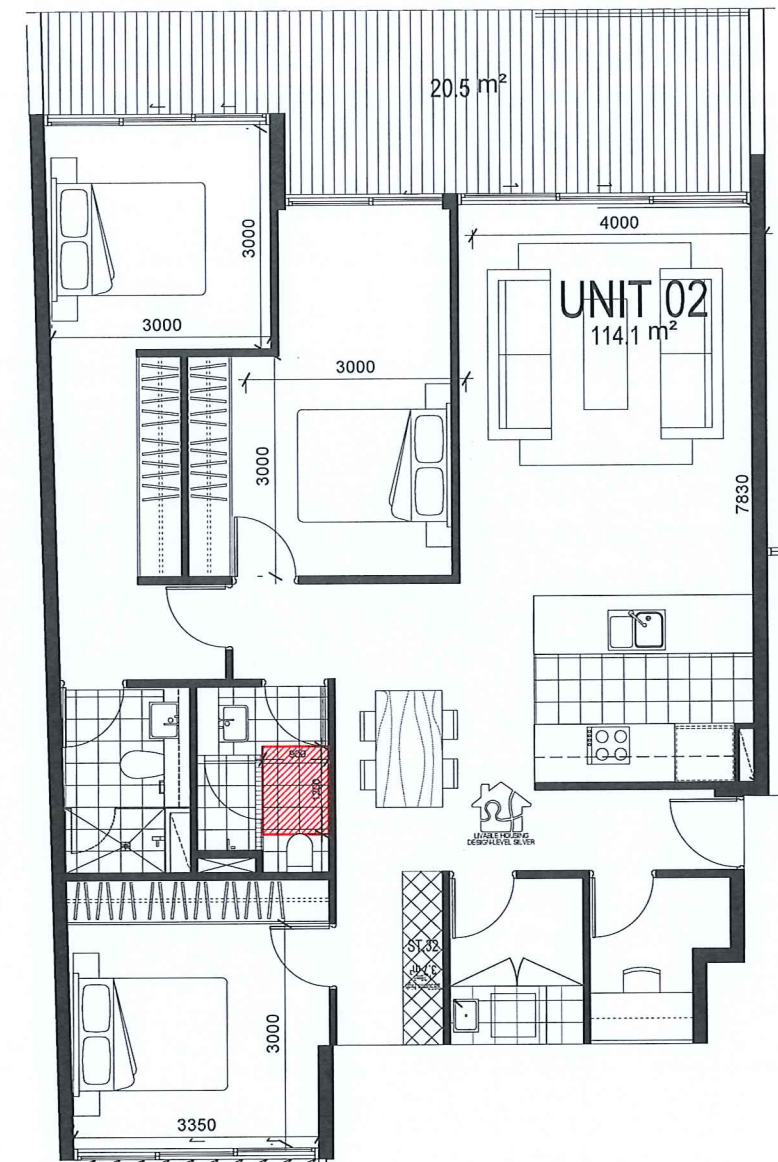 20.5 m²
4000
UNIT 02
114.1 m²
3000
3000
3000
3000
7830
LIVABLE HOUSING
DESIGN-LEVEL SILVER
ST.32
3000
3350